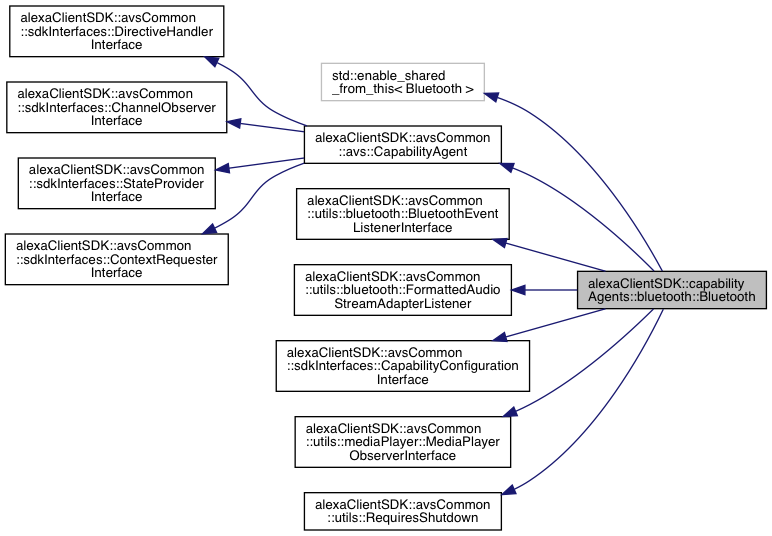 alexaClientSDK::avsCommon
::sdkInterfaces::DirectiveHandler
Interface
alexaClientSDK::avsCommon
::sdkInterfaces::ChannelObserver
Interface
alexaClientSDK::avsCommon
::sdkInterfaces::StateProvider
Interface
alexaClientSDK::avsCommon
::sdkInterfaces::ContextRequester
Interface
std::enable_shared
_from_this< Bluetooth >
alexaClientSDK::avsCommon
::avs::CapabilityAgent
alexaClientSDK::avsCommon
::utils::bluetooth::BluetoothEvent
ListenerInterface
alexaClientSDK::avsCommon
::utils::bluetooth::FormattedAudio
StreamAdapterListener
alexaClientSDK::avsCommon
::sdkInterfaces::CapabilityConfiguration
Interface
alexaClientSDK::avsCommon
::utils::mediaPlayer::MediaPlayer
ObserverInterface
alexaClientSDK::avsCommon
::utils::RequiresShutdown
alexaClientSDK::capability
Agents::bluetooth::Bluetooth